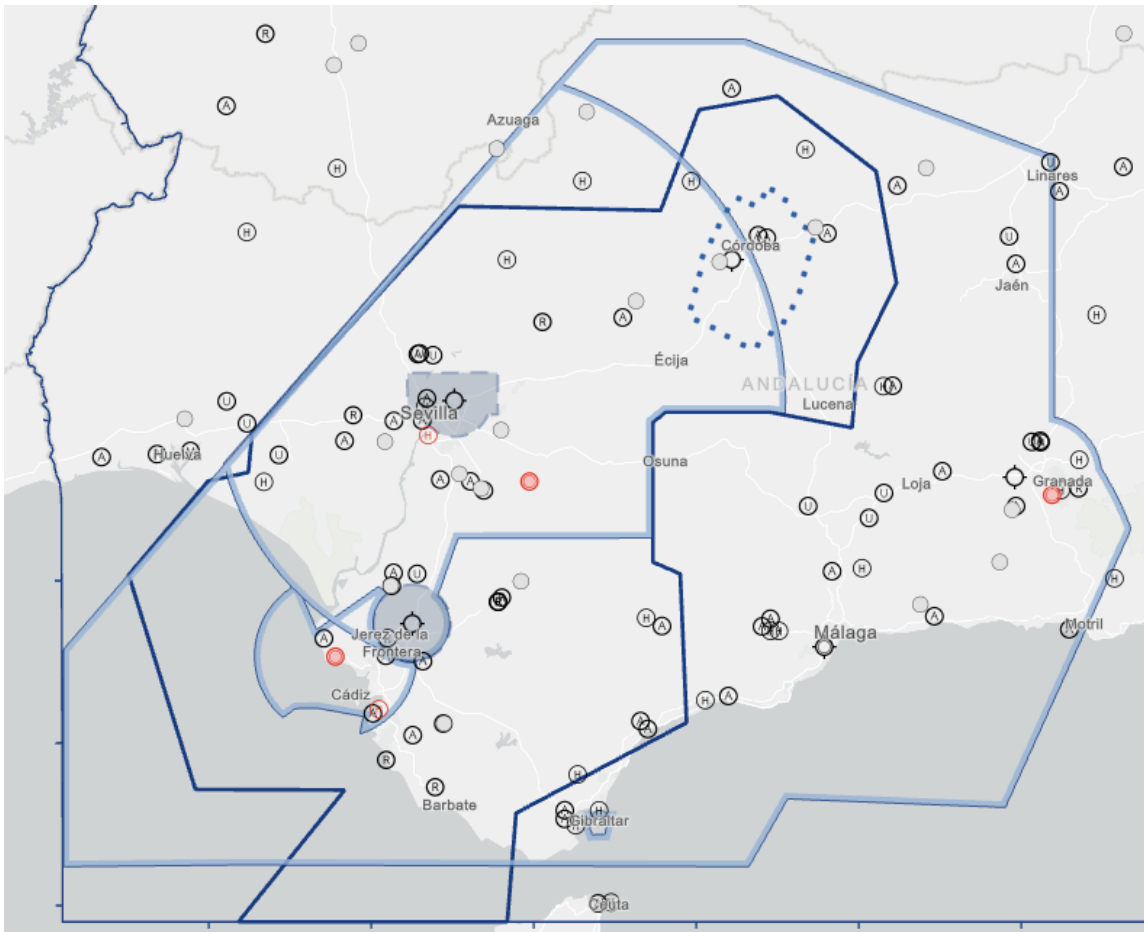 Azuaga
Linares
Córdoba
Jaén
Écija
ANDALUCÍA
Lucena
Sevilla
Huelva
Osuna
Loja
Granada
Motril
Málaga
Jerez de la
Frontera
Cádiz
Barbate
Gibraltar
Ceuta